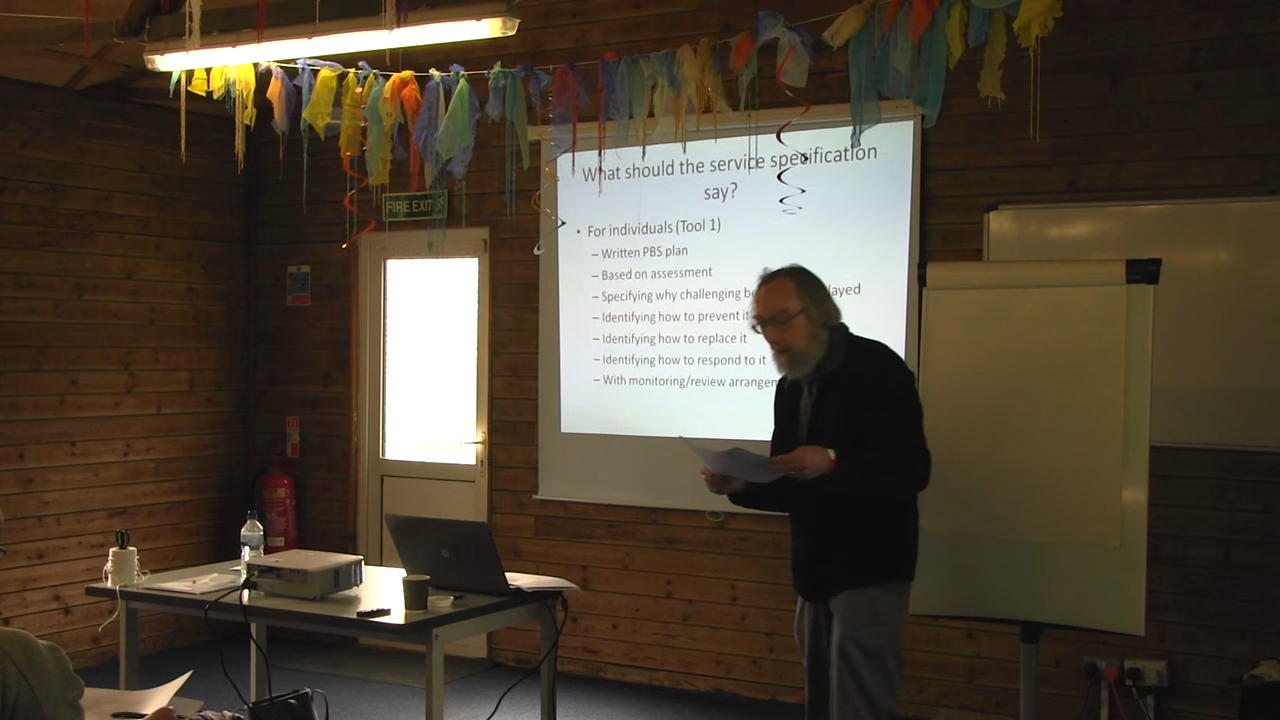 What should the service specification
say?
FIRE EXIT
• For individuals (Tool 1)
– Written PBS plan
– Based on assessment
– Specifying why challenging be layed
– Identifying how to prevent it
– Identifying how to replace it
– Identifying how to respond to it
– With monitoring/review arrangen